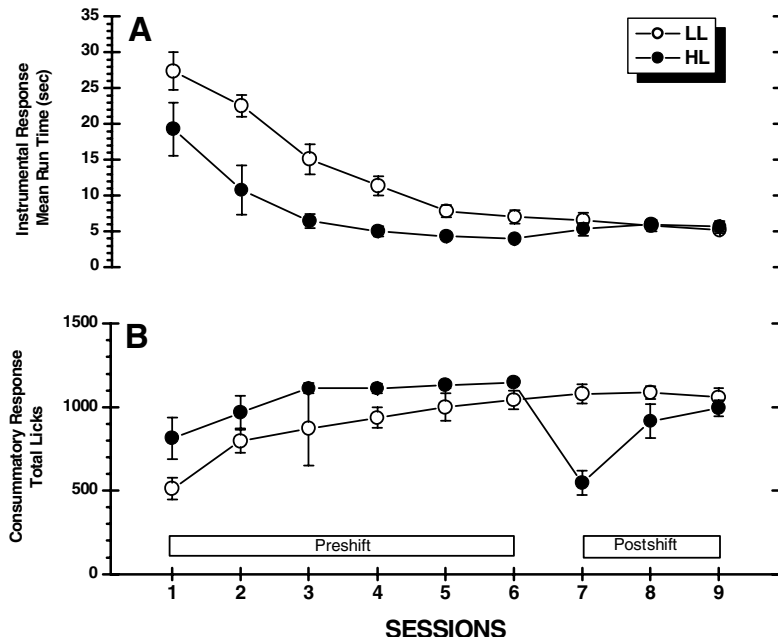 A
LL
HL
Instrumental Response
Mean Run Time (sec)
35
30
25
20
15
10
5
0
B
Consummatory Response
Total Licks
1500
1000
500
0
Preshift
Postshift
1 2 3 4 5 6 7 8 9
SESSIONS